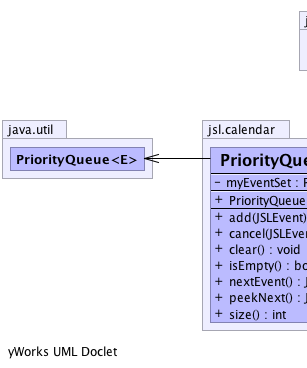 java.util
PriorityQueue<E>
jsl.calendar
PriorityQue
- myEventSet : P
+ PriorityQueue
+ add(JSLEvent)
+ cancel(JSLEve
+ clear() : void
+ isEmpty() : bo
+ nextEvent() : J
+ peekNext() : J
+ size() : int
yWorks UML Doclet